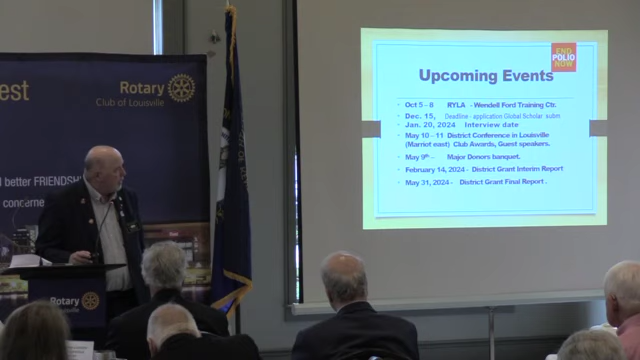 est
Rotary
Club of Louisville
d better FRIENDSH
concerne
Rotary
END
POLIO
NOW
Upcoming Events
• Oct 5 – 8 RYLA – Wendell Ford Training Ctr.
• Dec. 15, Deadline - application Global Scholar subm
• Jan. 20, 2024 Interview date
• May 10 – 11 District Conference in Louisville
(Marriot east) Club Awards, Guest speakers.
• May 9th – Major Donors banquet.
• February 14, 2024 - District Grant Interim Report
• May 31, 2024 - District Grant Final Report .